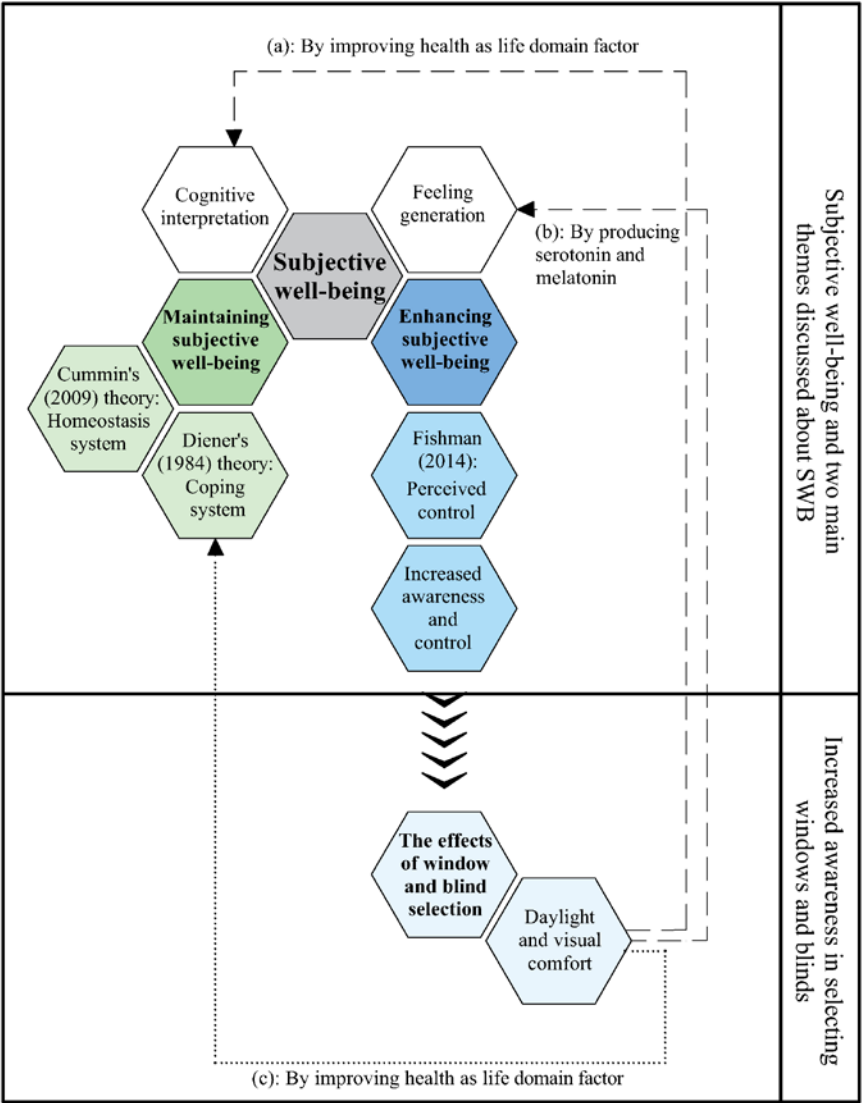 (a): By improving health as life domain factor
Cognitive
interpretation
Feeling
generation
(b): By producing
serotonin and
melatonin
Subjective
well-being
Maintaining
subjective
well-being
Enhancing
subjective
well-being
Cummin's
(2009) theory:
Homeostasis
system
Diener's
(1984) theory:
Coping
system
Fishman
(2014):
Perceived
control
Increased
awareness
and
control
Subjective well-being and two main
themes discussed about SWB
The effects
of window
and blind
selection
Daylight
and visual
comfort
(c): By improving health as life domain factor
Increased awareness in selecting
windows and blinds